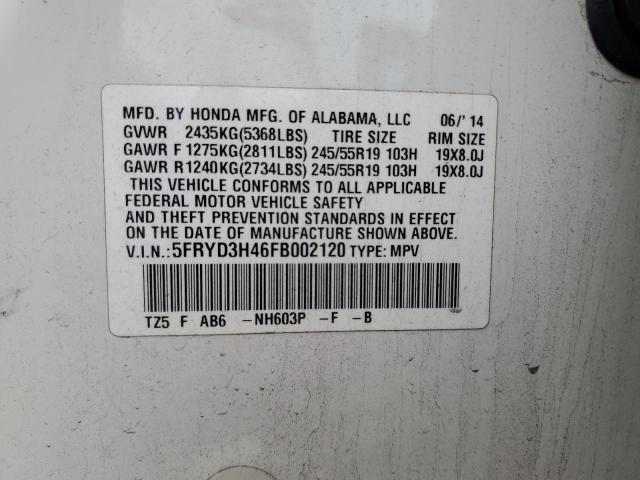 MFD. BY HONDA MFG. OF ALABAMA, LLC 06/'14
GVWR 2435KG(5368LBS) TIRE SIZE RIM SIZE
GAWR F 1275KG(2811LBS) 245/55R19 103H 19X8.0J
GAWR R 1240KG(2734LBS) 245/55R19 103H 19X8.0J
THIS VEHICLE CONFORMS TO ALL APPLICABLE
FEDERAL MOTOR VEHICLE SAFETY
AND THEFT PREVENTION STANDARDS IN EFFECT
ON THE DATE OF MANUFACTURE SHOWN ABOVE.
V.I.N.: 5FRYD3H46FB002120 TYPE: MPV
TZ5 F AB6 -NH603P -F -B